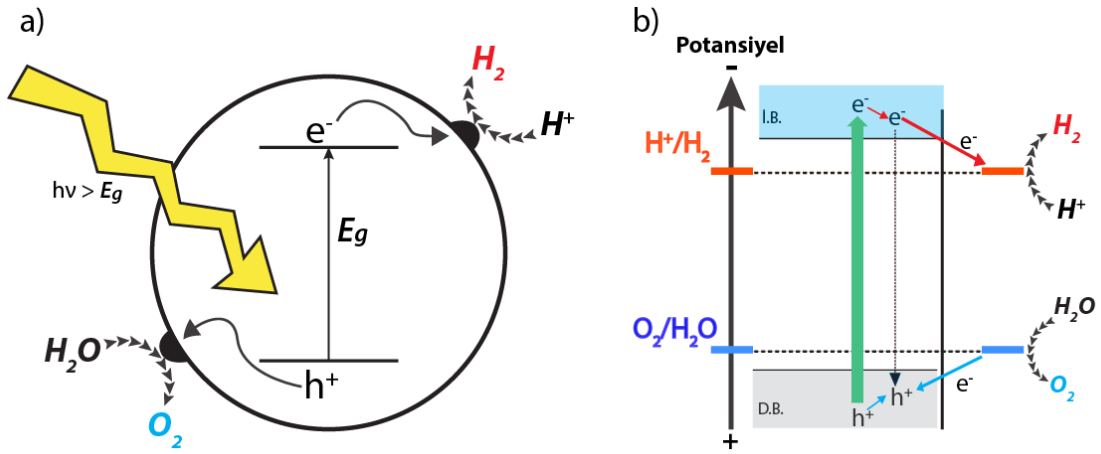 a)
H₂
H⁺
e⁻
hν > Eg
Eg
H₂O
h⁺
O₂
b)
Potansiyel
-
I.B.
e⁻ e⁻
e⁻
H⁺/H₂
H₂
H⁺
O₂/H₂O
H₂O
O₂
e⁻
D.B.
h⁺ h⁺
+